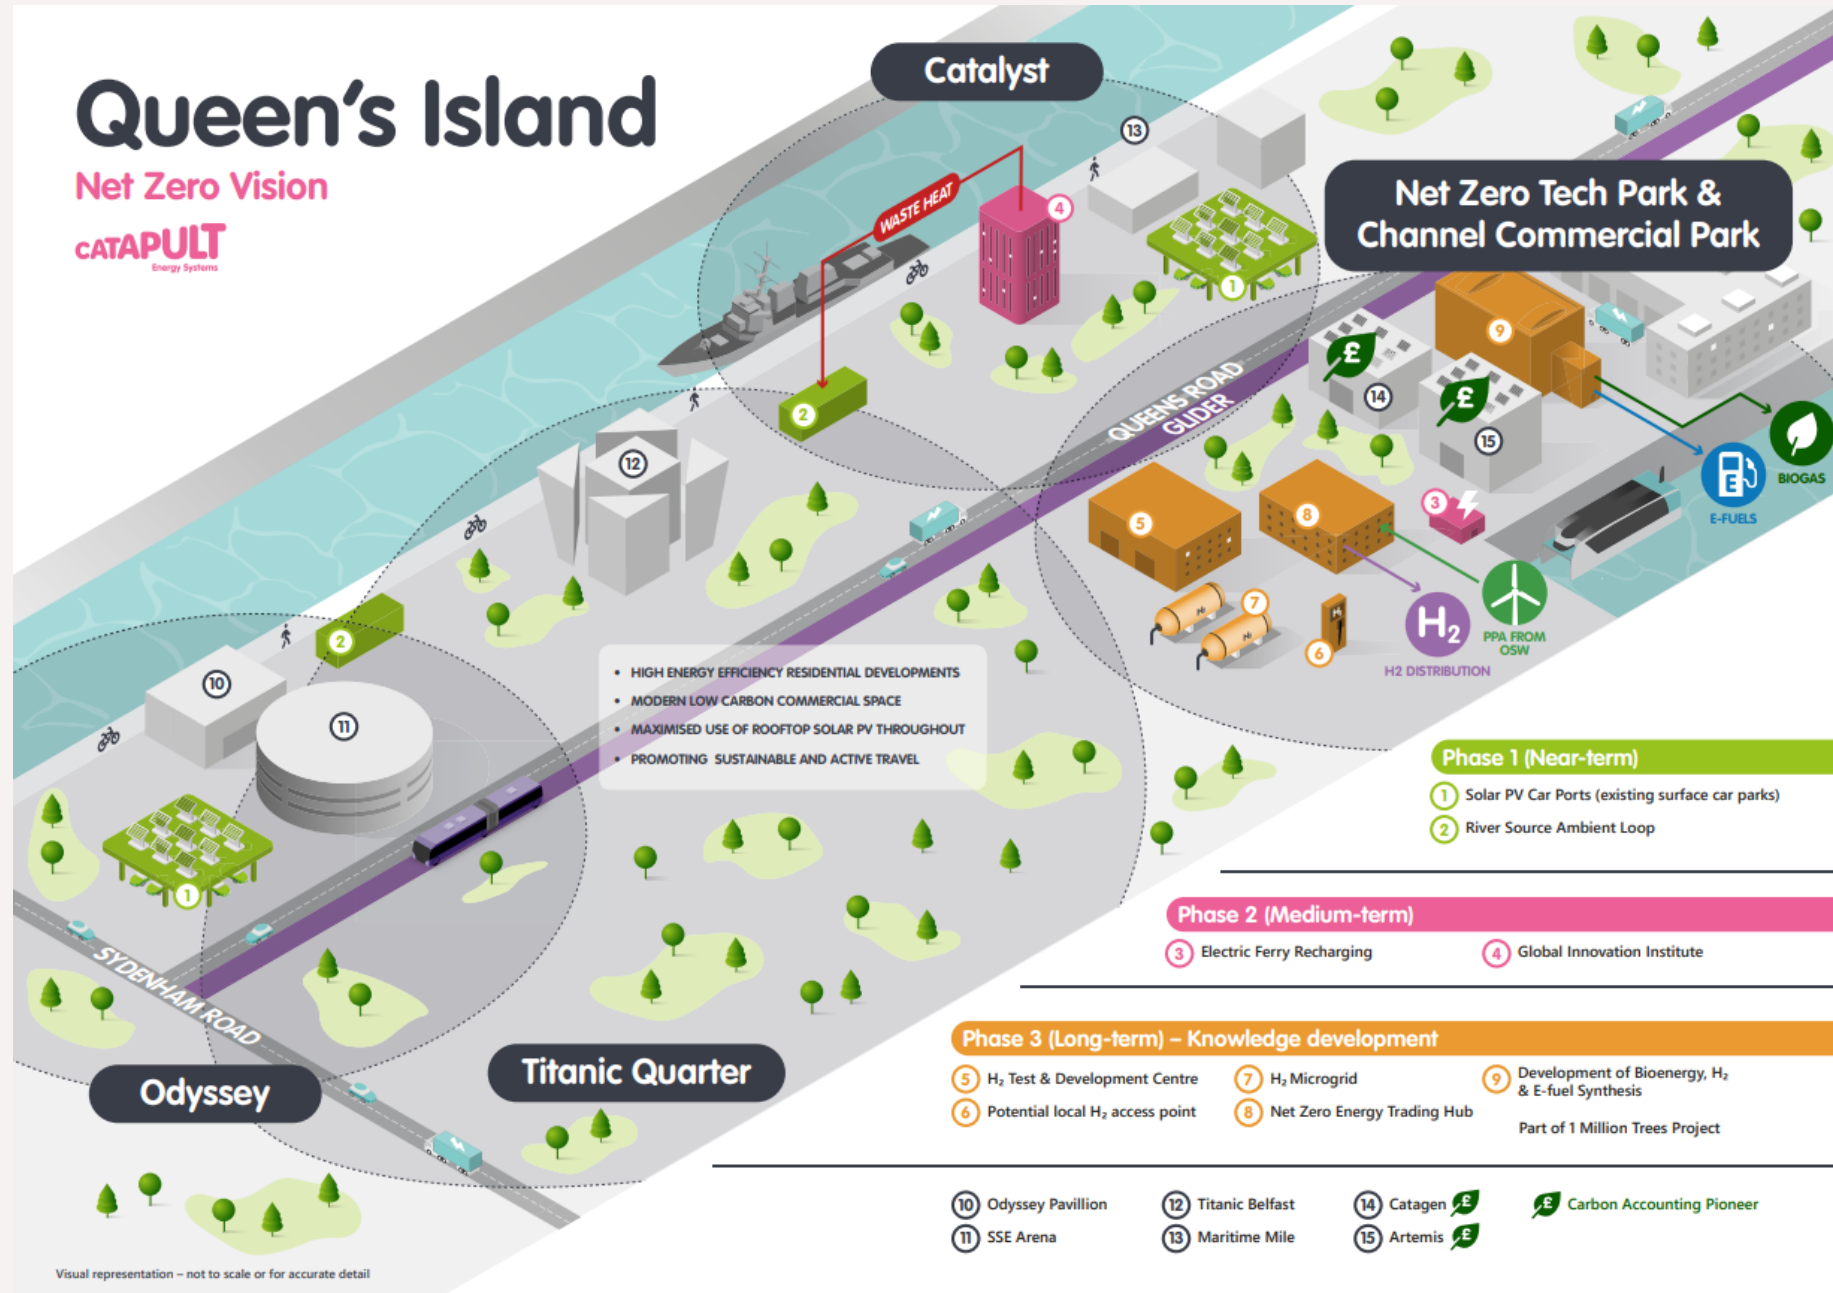 Queen's Island
Net Zero Vision
CATAPULT
Energy Systems
Catalyst
13
WASTE HEAT
4
1
Net Zero Tech Park &
Channel Commercial Park
9
2
QUEENS ROAD
GLIDER
£
14
£
15
12
5
8
3
E
E-FUELS
BIOGAS
7
H₂
H₂
H₂
6
H₂
H2 DISTRIBUTION
PPA FROM
OSW
2
10
11
• HIGH ENERGY EFFICIENCY RESIDENTIAL DEVELOPMENTS
• MODERN LOW CARBON COMMERCIAL SPACE
• MAXIMISED USE OF ROOFTOP SOLAR PV THROUGHOUT
• PROMOTING SUSTAINABLE AND ACTIVE TRAVEL
1
SYDENHAM ROAD
Odyssey
Titanic Quarter
Phase 1 (Near-term)
1 Solar PV Car Ports (existing surface car parks)
2 River Source Ambient Loop
Phase 2 (Medium-term)
3 Electric Ferry Recharging
4 Global Innovation Institute
Phase 3 (Long-term) – Knowledge development
5 H₂ Test & Development Centre
6 Potential local H₂ access point
7 H₂ Microgrid
8 Net Zero Energy Trading Hub
9 Development of Bioenergy, H₂
& E-fuel Synthesis
Part of 1 Million Trees Project
10 Odyssey Pavillion
11 SSE Arena
12 Titanic Belfast
13 Maritime Mile
14 Catagen £
15 Artemis £
£ Carbon Accounting Pioneer
Visual representation – not to scale or for accurate detail